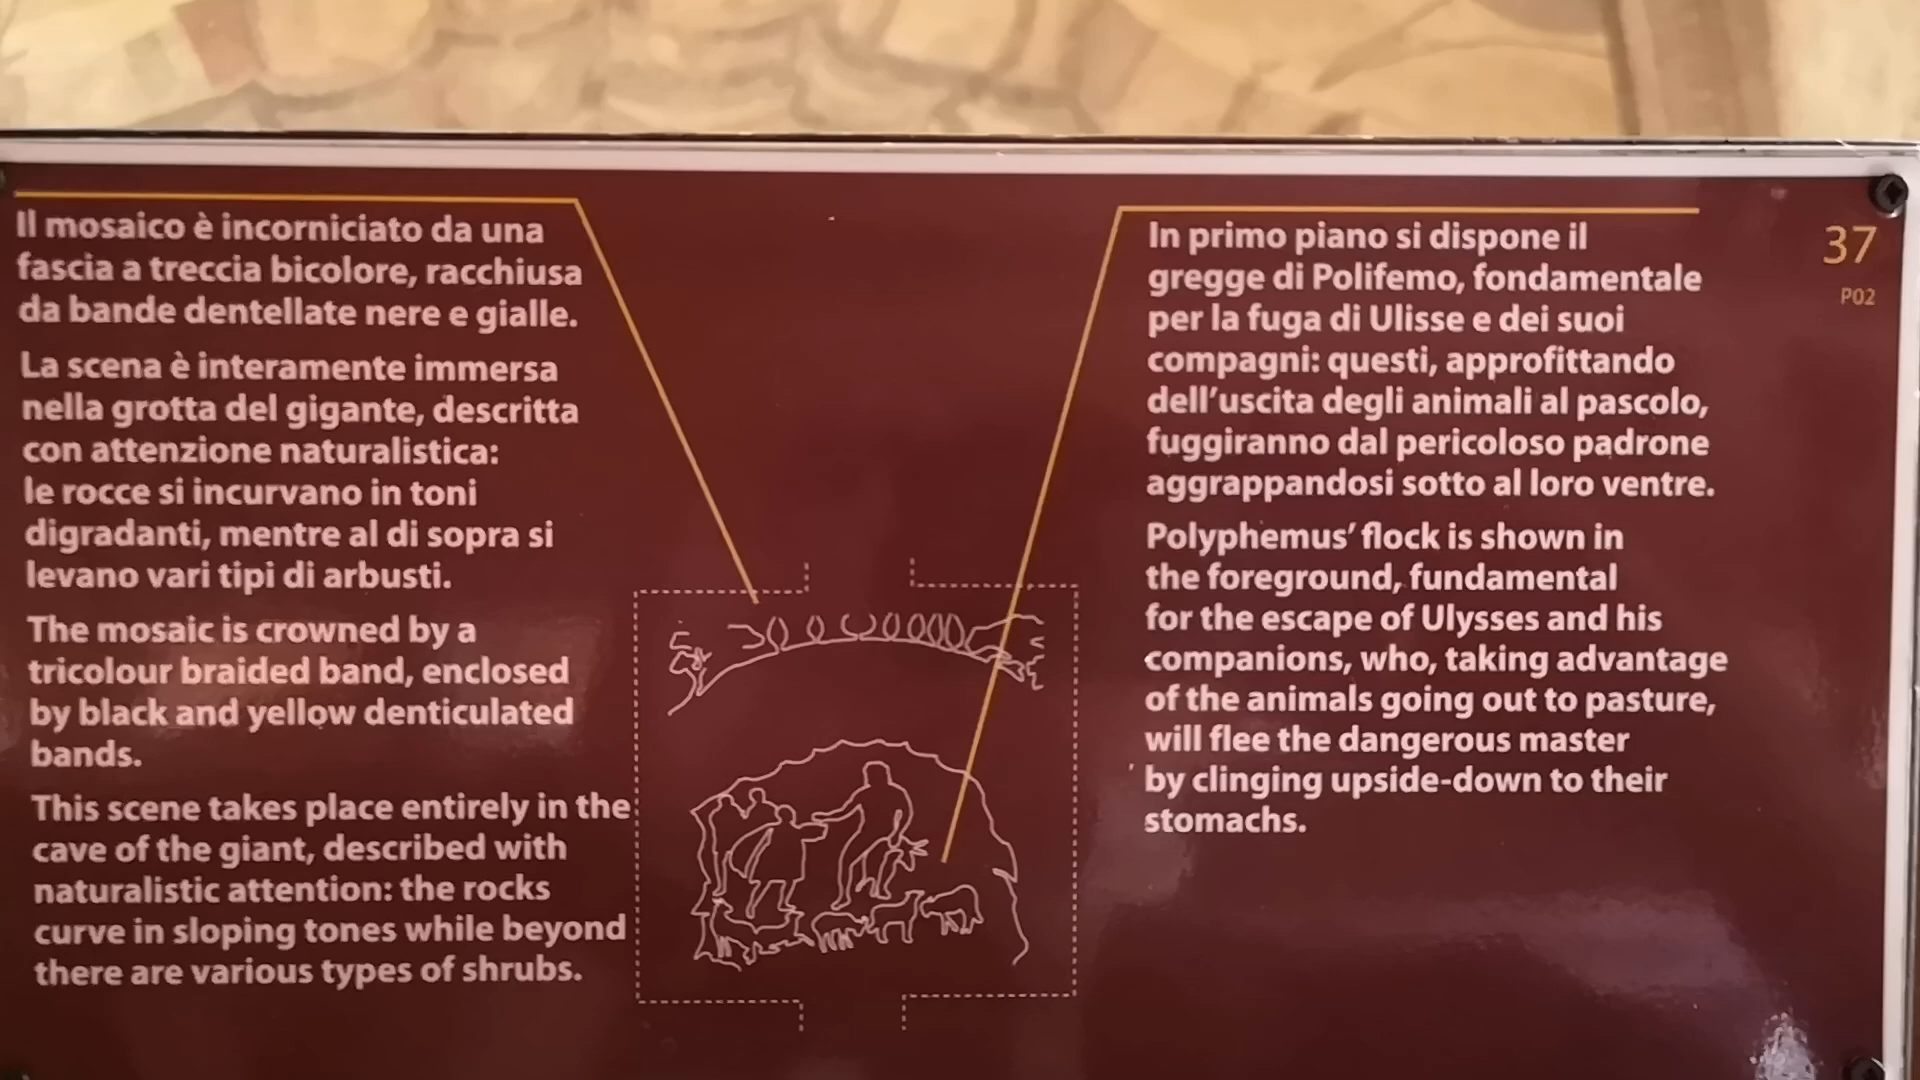 Il mosaico è incorniciato da una
fascia a treccia bicolore, racchiusa
da bande dentellate nere e gialle.
La scena è interamente immersa
nella grotta del gigante, descritta
con attenzione naturalistica:
le rocce si incurvano in toni
digradanti, mentre al di sopra si
levano vari tipi di arbusti.
The mosaic is crowned by a
tricolour braided band, enclosed
by black and yellow denticulated
bands.
This scene takes place entirely in the
cave of the giant, described with
naturalistic attention: the rocks
curve in sloping tones while beyond
there are various types of shrubs.
In primo piano si dispone il
gregge di Polifemo, fondamentale
per la fuga di Ulisse e dei suoi
compagni: questi, approfittando
dell'uscita degli animali al pascolo,
fuggiranno dal pericoloso padrone
aggrappandosi sotto al loro ventre.
Polyphemus' flock is shown in
the foreground, fundamental
for the escape of Ulysses and his
companions, who, taking advantage
of the animals going out to pasture,
will flee the dangerous master
by clinging upside-down to their
stomachs.
37
P02